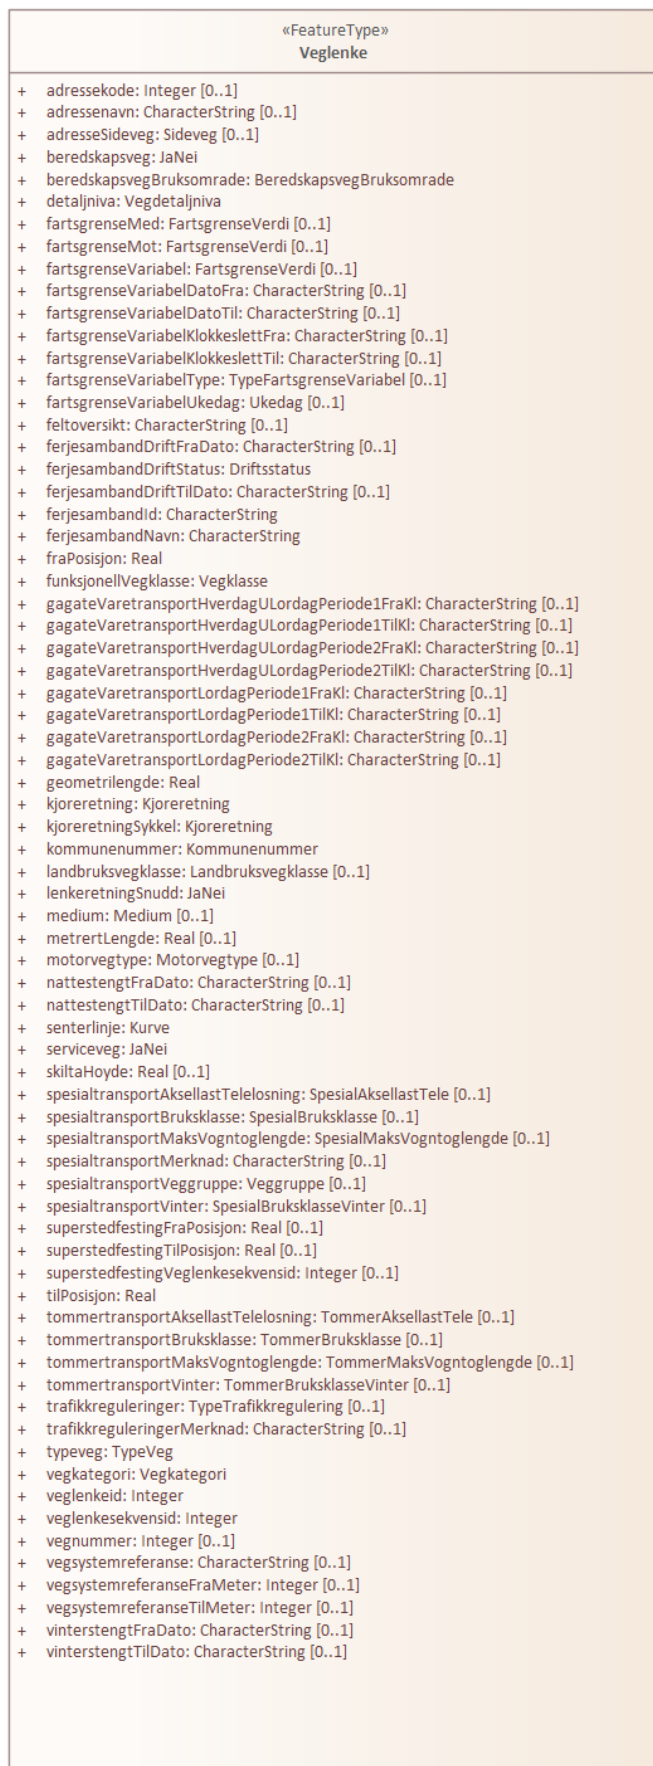 «FeatureType»
Veglenke
+ adressekode: Integer [0..1]
+ adressenavn: CharacterString [0..1]
+ adresseSideveg: Sideveg [0..1]
+ beredskapsveg: JaNei
+ beredskapsvegBruksomrade: BeredskapsvegBruksomrade
+ detaljniva: Vegdetaljniva
+ fartsgrenseMed: FartsgrenseVerdi [0..1]
+ fartsgrenseMot: FartsgrenseVerdi [0..1]
+ fartsgrenseVariabel: FartsgrenseVerdi [0..1]
+ fartsgrenseVariabelDatoFra: CharacterString [0..1]
+ fartsgrenseVariabelDatoTil: CharacterString [0..1]
+ fartsgrenseVariabelKlokkeslettFra: CharacterString [0..1]
+ fartsgrenseVariabelKlokkeslettTil: CharacterString [0..1]
+ fartsgrenseVariabelType: TypeFartsgrenseVariabel [0..1]
+ fartsgrenseVariabelUkedag: Ukedag [0..1]
+ feltoversikt: CharacterString [0..1]
+ ferjesambandDriftFraDato: CharacterString [0..1]
+ ferjesambandDriftStatus: Driftsstatus
+ ferjesambandDriftTilDato: CharacterString [0..1]
+ ferjesambandId: CharacterString
+ ferjesambandNavn: CharacterString
+ fraPosisjon: Real
+ funksjonellVegklasse: Vegklasse
+ gagateVaretransportHverdagULordagPeriode1FraKl: CharacterString [0..1]
+ gagateVaretransportHverdagULordagPeriode1TilKl: CharacterString [0..1]
+ gagateVaretransportHverdagULordagPeriode2FraKl: CharacterString [0..1]
+ gagateVaretransportHverdagULordagPeriode2TilKl: CharacterString [0..1]
+ gagateVaretransportLordagPeriode1FraKl: CharacterString [0..1]
+ gagateVaretransportLordagPeriode1TilKl: CharacterString [0..1]
+ gagateVaretransportLordagPeriode2FraKl: CharacterString [0..1]
+ gagateVaretransportLordagPeriode2TilKl: CharacterString [0..1]
+ geometrilengde: Real
+ kjoreretning: Kjoreretning
+ kjoreretningSykkel: Kjoreretning
+ kommunenummer: Kommunenummer
+ landbruksvegklasse: Landbruksvegklasse [0..1]
+ lenkeretningSnudd: JaNei
+ medium: Medium [0..1]
+ metrertLengde: Real [0..1]
+ motorvegtype: Motorvegtype [0..1]
+ nattestengtFraDato: CharacterString [0..1]
+ nattestengtTilDato: CharacterString [0..1]
+ senterlinje: Kurve
+ serviceveg: JaNei
+ skiltaHoyde: Real [0..1]
+ spesialtransportAksellastTelelosning: SpesialAksellastTele [0..1]
+ spesialtransportBruksklasse: SpesialBruksklasse [0..1]
+ spesialtransportMaksVogntoglengde: SpesialMaksVogntoglengde [0..1]
+ spesialtransportMerknad: CharacterString [0..1]
+ spesialtransportVeggruppe: Veggruppe [0..1]
+ spesialtransportVinter: SpesialBruksklasseVinter [0..1]
+ superstedfestingFraPosisjon: Real [0..1]
+ superstedfestingTilPosisjon: Real [0..1]
+ superstedfestingVeglenkesekvensid: Integer [0..1]
+ tilPosisjon: Real
+ tommertransportAksellastTelelosning: TommerAksellastTele [0..1]
+ tommertransportBruksklasse: TommerBruksklasse [0..1]
+ tommertransportMaksVogntoglengde: TommerMaksVogntoglengde [0..1]
+ tommertransportVinter: TommerBruksklasseVinter [0..1]
+ trafikkreguleringer: TypeTrafikkregulering [0..1]
+ trafikkreguleringerMerknad: CharacterString [0..1]
+ typeveg: TypeVeg
+ vegkategori: Vegkategori
+ veglenkeid: Integer
+ veglenkesekvensid: Integer
+ vegnummer: Integer [0..1]
+ vegsystemreferanse: CharacterString [0..1]
+ vegsystemreferanseFraMeter: Integer [0..1]
+ vegsystemreferanseTilMeter: Integer [0..1]
+ vinterstengtFraDato: CharacterString [0..1]
+ vinterstengtTilDato: CharacterString [0..1]